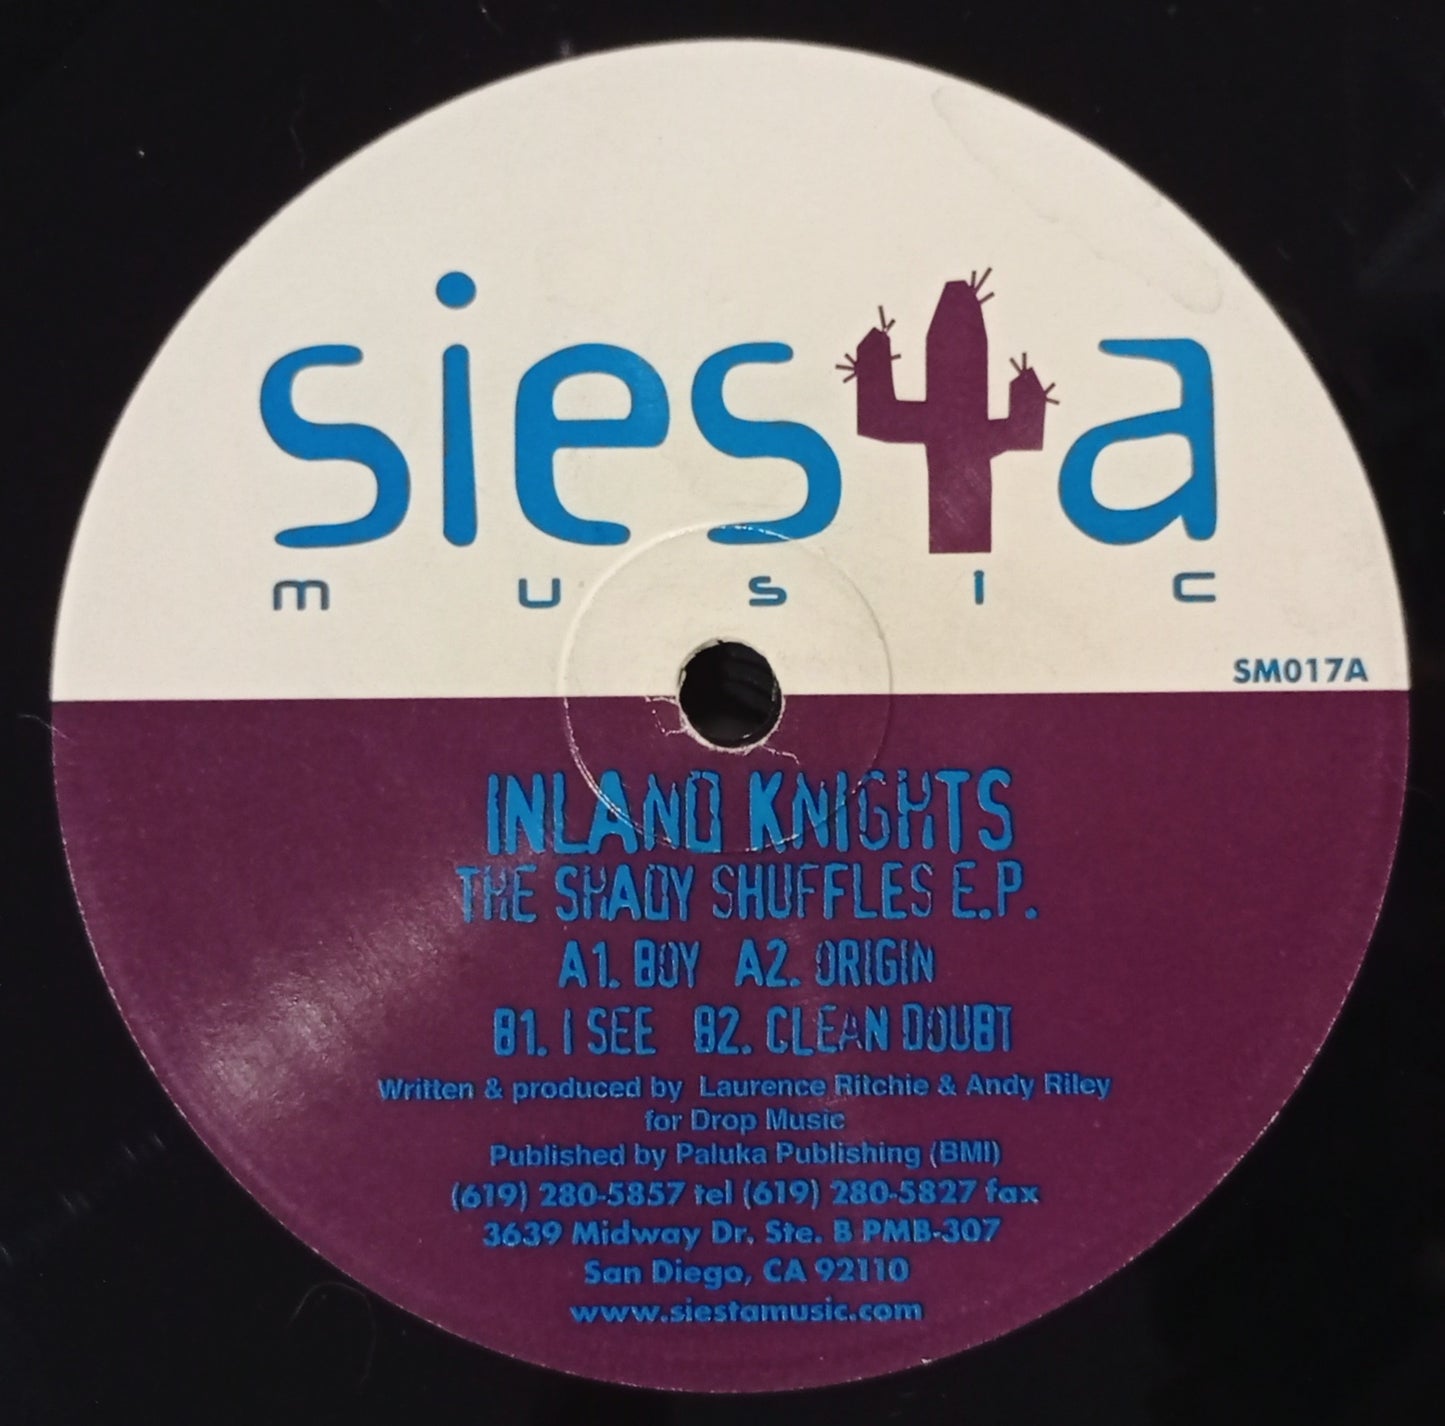 siesta
music
SM017A
INLAND KNIGHTS
THE SHADY SHUFFLES E.P.
A1. BOY A2. ORIGIN
B1. I SEE B2. CLEAN DOUBT
Written & produced by Laurence Ritchie & Andy Riley
for Drop Music
Published by Paluka Publishing (BMI)
(619) 280-5857 tel (619) 280-5827 fax
3639 Midway Dr. Ste. B PMB-307
San Diego, CA 92110
www.siestamusic.com